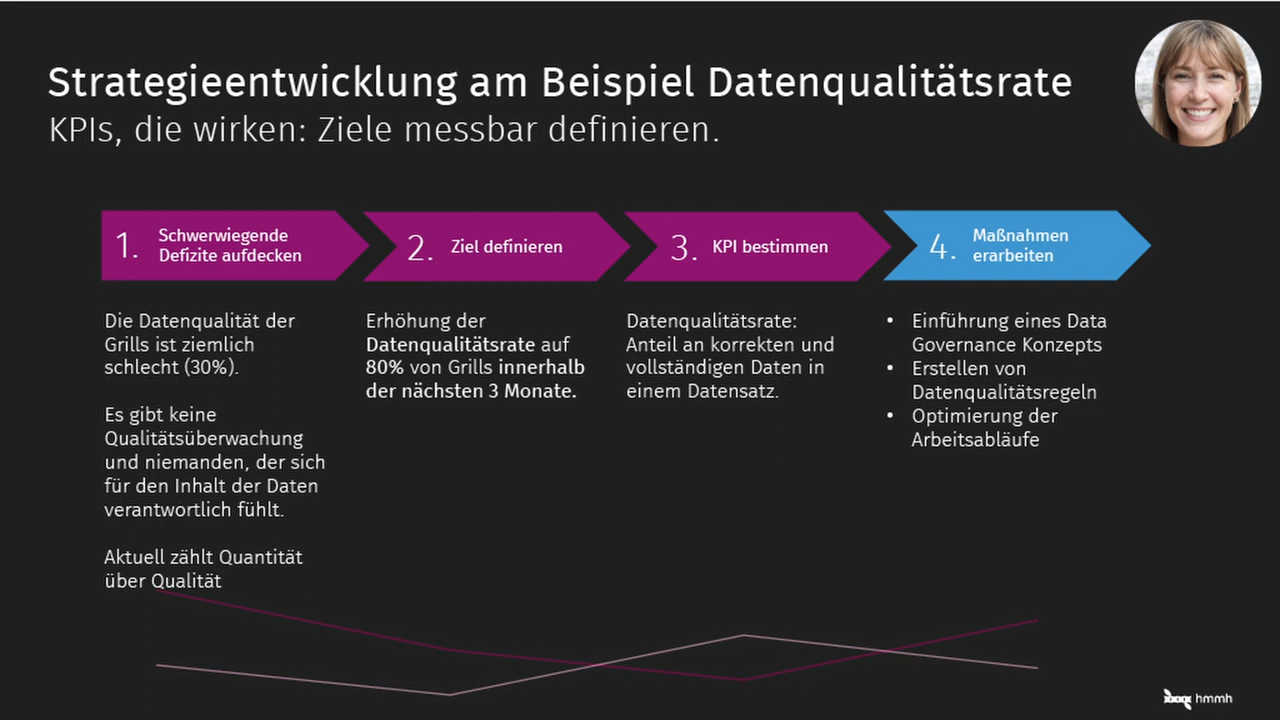 Strategieentwicklung am Beispiel Datenqualitätsrate
KPIs, die wirken: Ziele messbar definieren.
1.
Schwerwiegende
Defizite aufdecken
2.
Ziel definieren
3.
KPI bestimmen
4.
Maßnahmen
erarbeiten
Die Datenqualität der
Grills ist ziemlich
schlecht (30%).
Es gibt keine
Qualitätsüberwachung
und niemanden, der sich
für den Inhalt der Daten
verantwortlich fühlt.
Aktuell zählt Quantität
über Qualität
Erhöhung der
Datenqualitätsrate auf
80% von Grills innerhalb
der nächsten 3 Monate.
Datenqualitätsrate:
Anteil an korrekten und
vollständigen Daten in
einem Datensatz.
• Einführung eines Data
Governance Konzepts
• Erstellen von
Datenqualitätsregeln
• Optimierung der
Arbeitsabläufe
hmmh